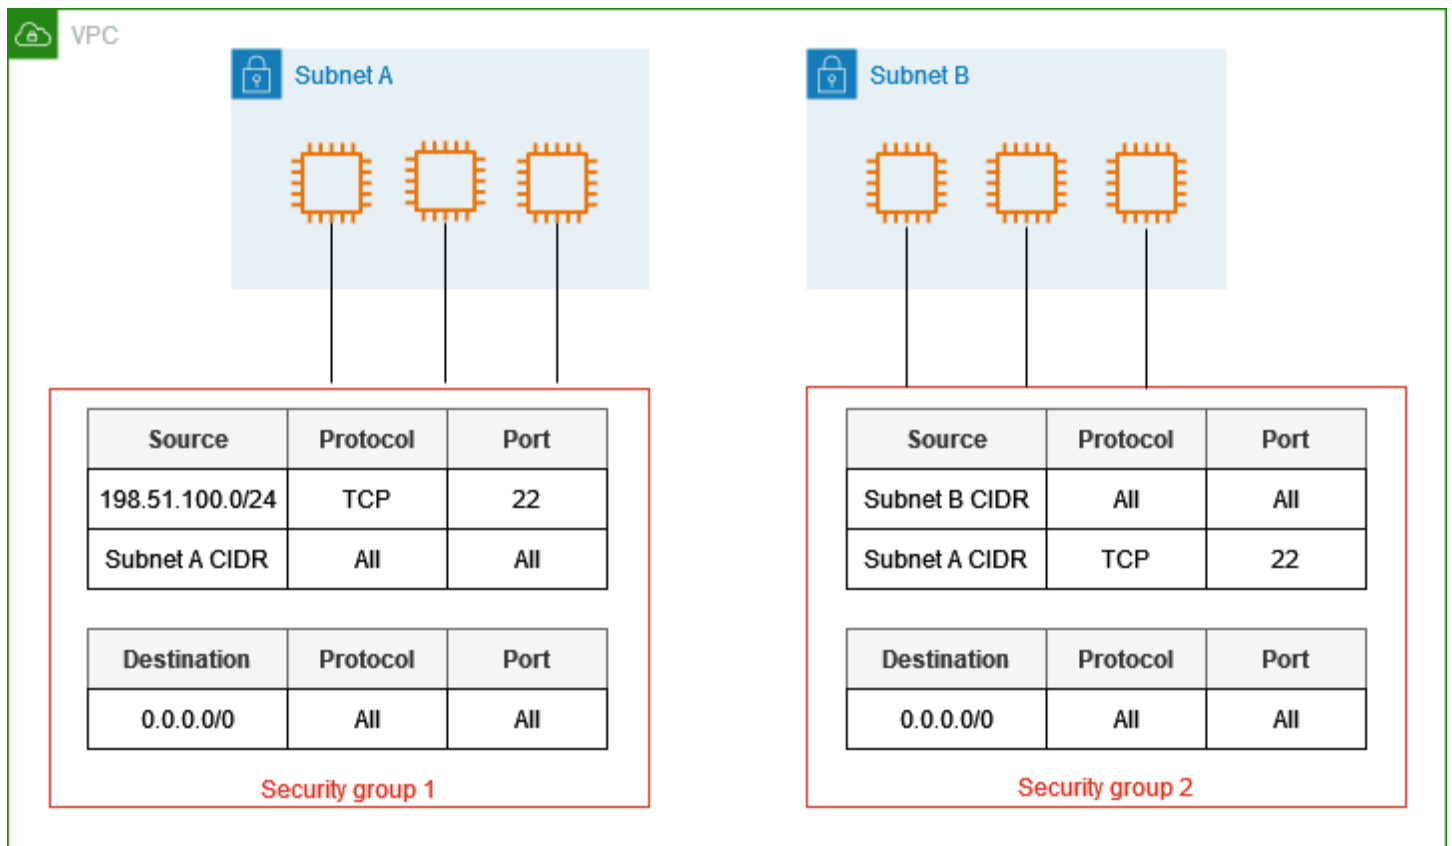 VPC
Subnet A
Subnet B
Source Protocol Port
198.51.100.0/24 TCP 22
Subnet A CIDR All All
Destination Protocol Port
0.0.0.0/0 All All
Security group 1
Source Protocol Port
Subnet B CIDR All All
Subnet A CIDR TCP 22
Destination Protocol Port
0.0.0.0/0 All All
Security group 2